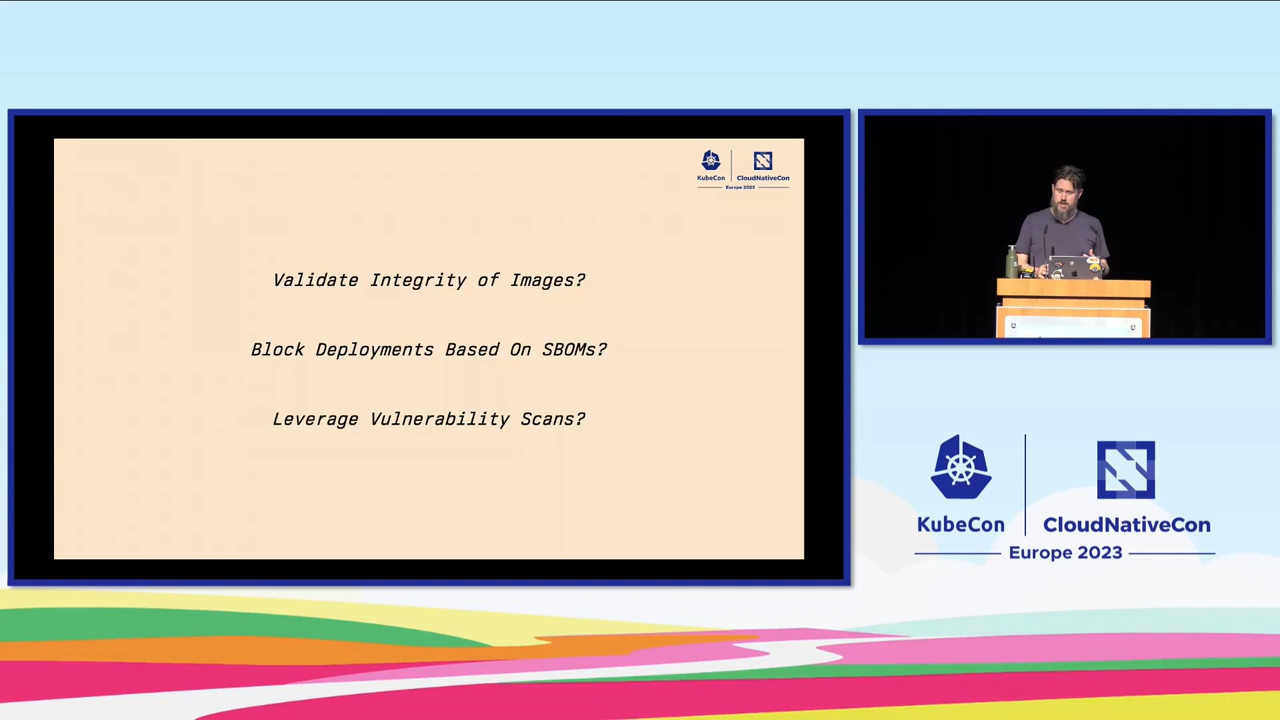 KubeCon
CloudNativeCon
Europe 2023
Validate Integrity of Images?
Block Deployments Based On SBOMs?
Leverage Vulnerability Scans?
KubeCon
CloudNativeCon
Europe 2023